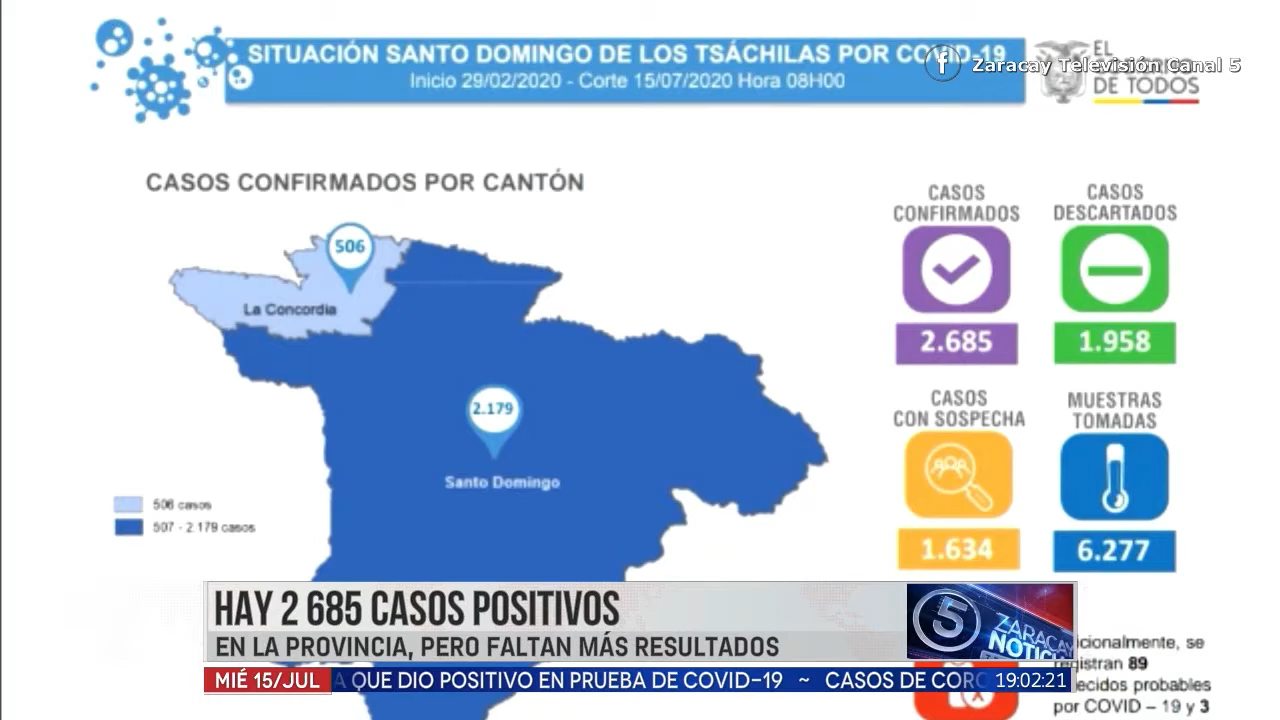 SITUACIÓN SANTO DOMINGO DE LOS TSÁCHILAS POR COVID-19
Inicio 29/02/2020 - Corte 15/07/2020 Hora 08H00
Zaracay Televisión Canal 5
EL
DE TODOS
CASOS CONFIRMADOS POR CANTÓN
506
La Concordia
2.179
Santo Domingo
506 casos
507 - 2.179 casos
CASOS
CONFIRMADOS
2.685
CASOS
DESCARTADOS
1.958
CASOS
CON SOSPECHA
1.634
MUESTRAS
TOMADAS
6.277
icionalmente, se
gistran 89
ecidos probables
por COVID – 19 y 3
HAY 2 685 CASOS POSITIVOS
EN LA PROVINCIA, PERO FALTAN MÁS RESULTADOS
5
ZARACAY
NOTICI
MIÉ 15/JUL
A QUE DIO POSITIVO EN PRUEBA DE COVID-19 ~ CASOS DE CORO
19:02:21